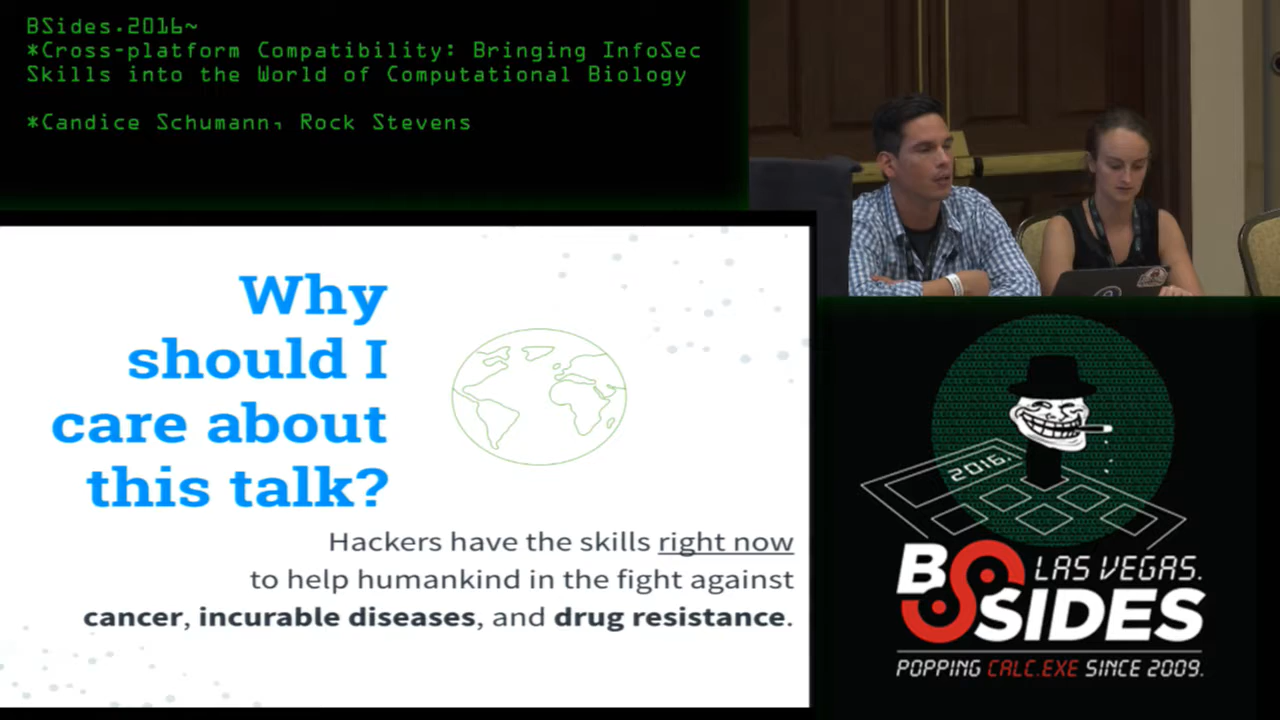 BSides.2016~
*Cross-platform Compatibility: Bringing InfoSec
Skills into the World of Computational Biology
*Candice Schumann, Rock Stevens
Why
should I
care about
this talk?
Hackers have the skills right now
to help humankind in the fight against
cancer, incurable diseases, and drug resistance.
2016.
BSIDES LAS VEGAS.
POPPING CALC.EXE SINCE 2009.